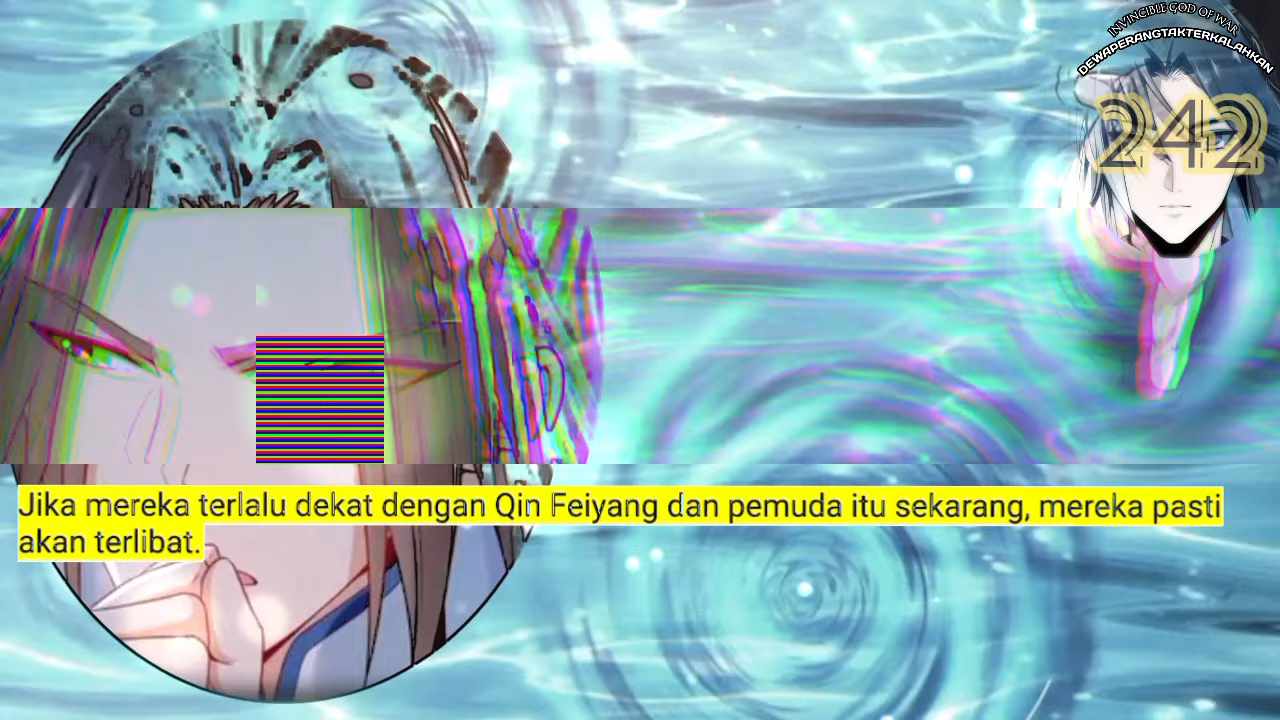 INVINCIBLE GOD OF WAR
DEWAPERANGTAKTERKALAHKAN
242
Jika mereka terlalu dekat dengan Qin Feiyang dan pemuda itu sekarang, mereka pasti
akan terlibat.